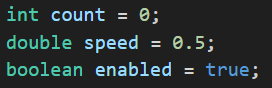 int count = 0;
double speed = 0.5;
boolean enabled = true;